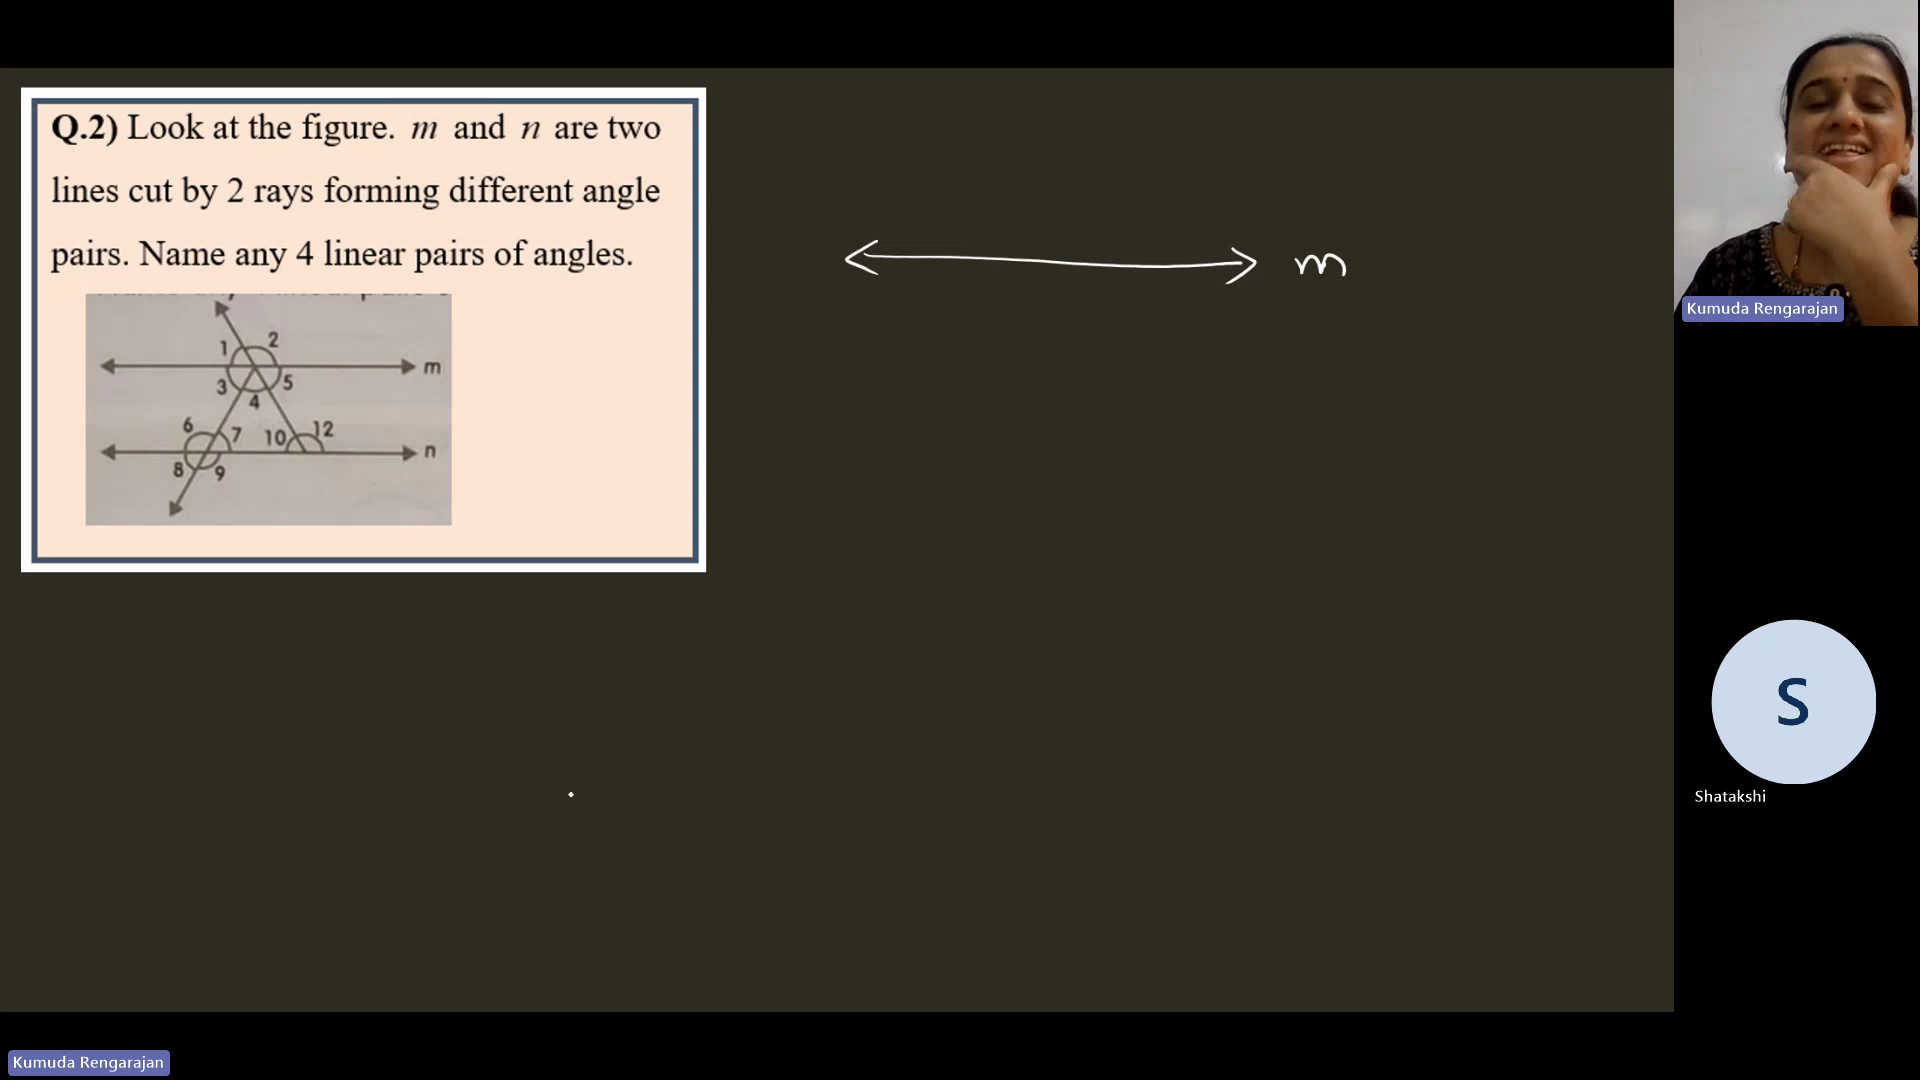 Q.2) Look at the figure. m and n are two
lines cut by 2 rays forming different angle
pairs. Name any 4 linear pairs of angles.
1 2
m
3 5
4
6 7 10 12
n
8 9
m
Kumuda Rengarajan
S
Shatakshi
Kumuda Rengarajan